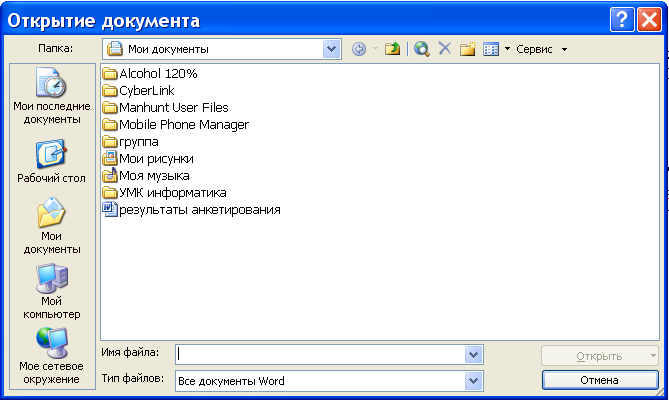 Открытие документа
Папка:
Мои документы
Сервис
Мои последние
документы
Рабочий стол
Мои
документы
Мой
компьютер
Мое сетевое
окружение
Alcohol 120%
CyberLink
Manhunt User Files
Mobile Phone Manager
группа
Мои рисунки
Моя музыка
УМК информатика
результаты анкетирования
Имя файла:
Открыть
Тип файлов:
Все документы Word
Отмена